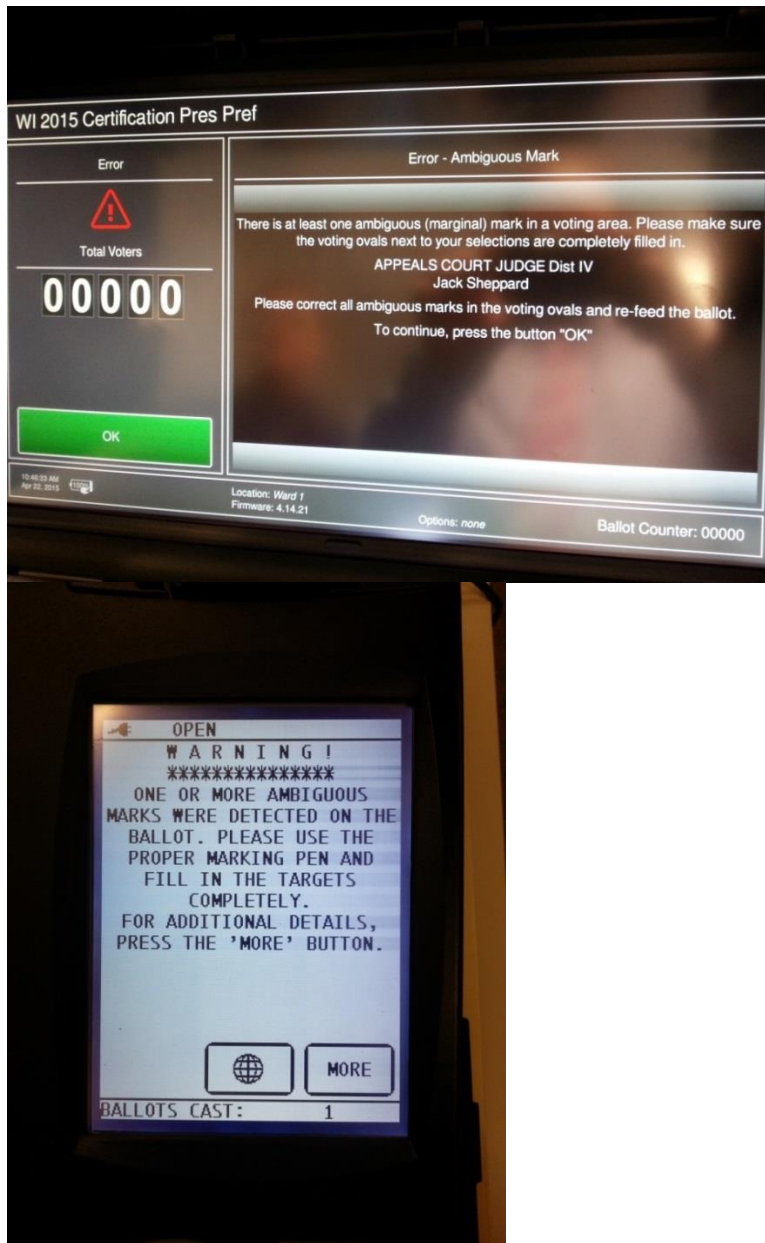 WI 2015 Certification Pres Pref
Error
Total Voters
00000
OK
Error - Ambiguous Mark
There is at least one ambiguous (marginal) mark in a voting area. Please make sure
the voting ovals next to your selections are completely filled in.
APPEALS COURT JUDGE Dist IV
Jack Sheppard
Please correct all ambiguous marks in the voting ovals and re-feed the ballot.
To continue, press the button "OK"
Apr 22, 2015
Location: Ward 1
Firmware: 4.14.21
Options: none
Ballot Counter: 00000
OPEN
WARNING!
***************
ONE OR MORE AMBIGUOUS
MARKS WERE DETECTED ON THE
BALLOT. PLEASE USE THE
PROPER MARKING PEN AND
FILL IN THE TARGETS
COMPLETELY.
FOR ADDITIONAL DETAILS,
PRESS THE 'MORE' BUTTON.
MORE
BALLOTS CAST: 1